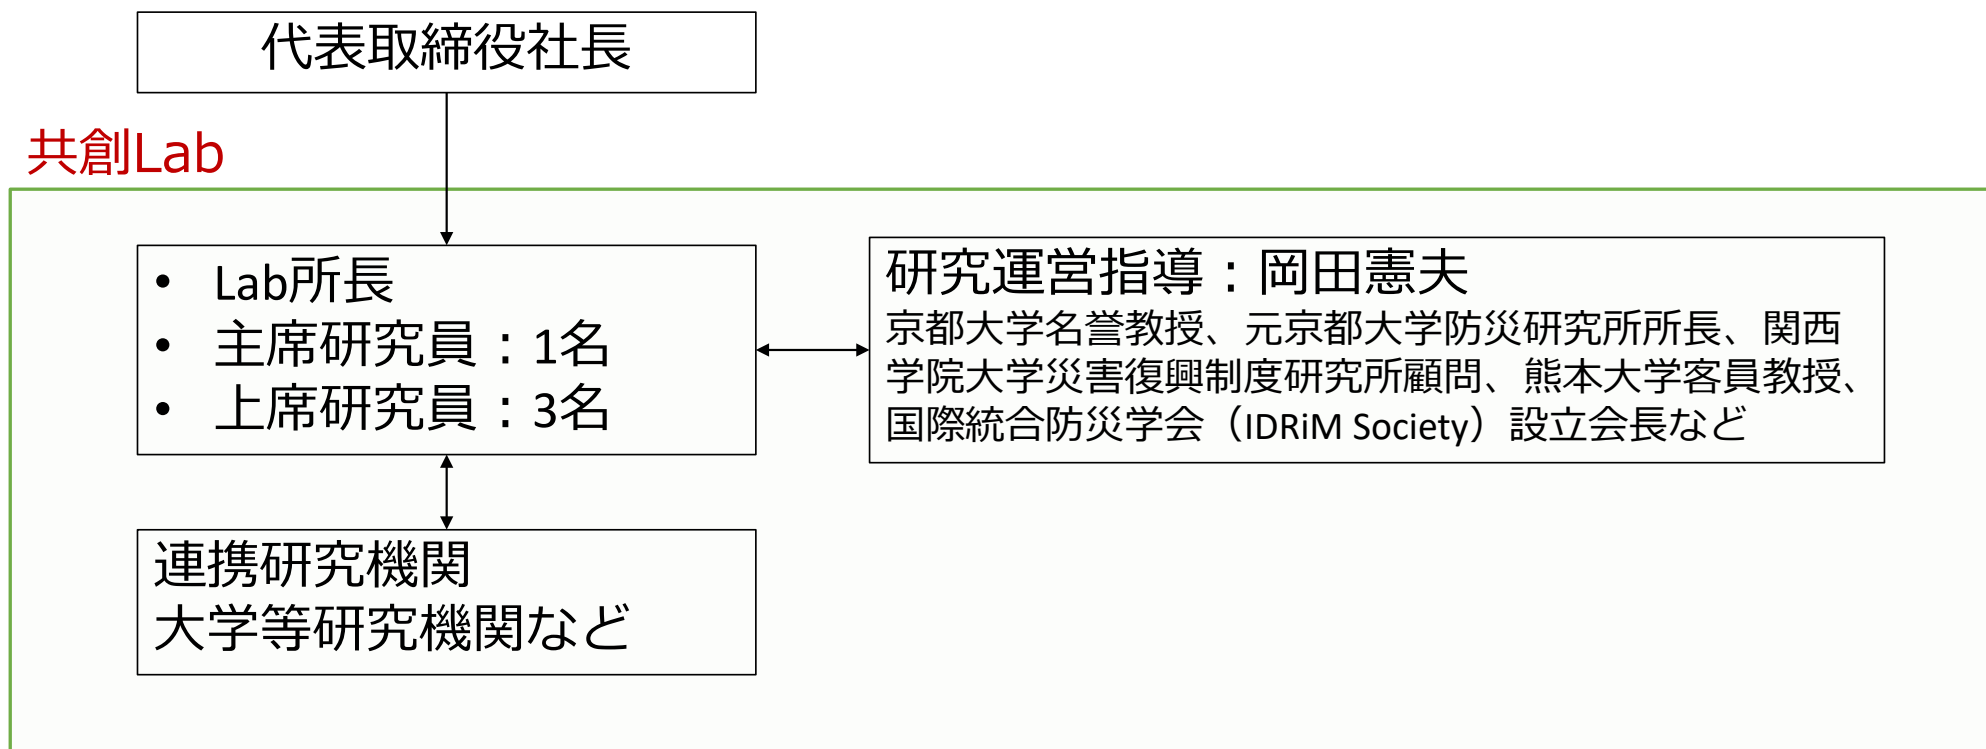 代表取締役社長
共創Lab
• Lab所長
• 主席研究員：1名
• 上席研究員：3名
研究運営指導：岡田憲夫
京都大学名誉教授、元京都大学防災研究所所長、関西
学院大学災害復興制度研究所顧問、熊本大学客員教授、
国際統合防災学会（IDRiM Society）設立会長など
連携研究機関
大学等研究機関など